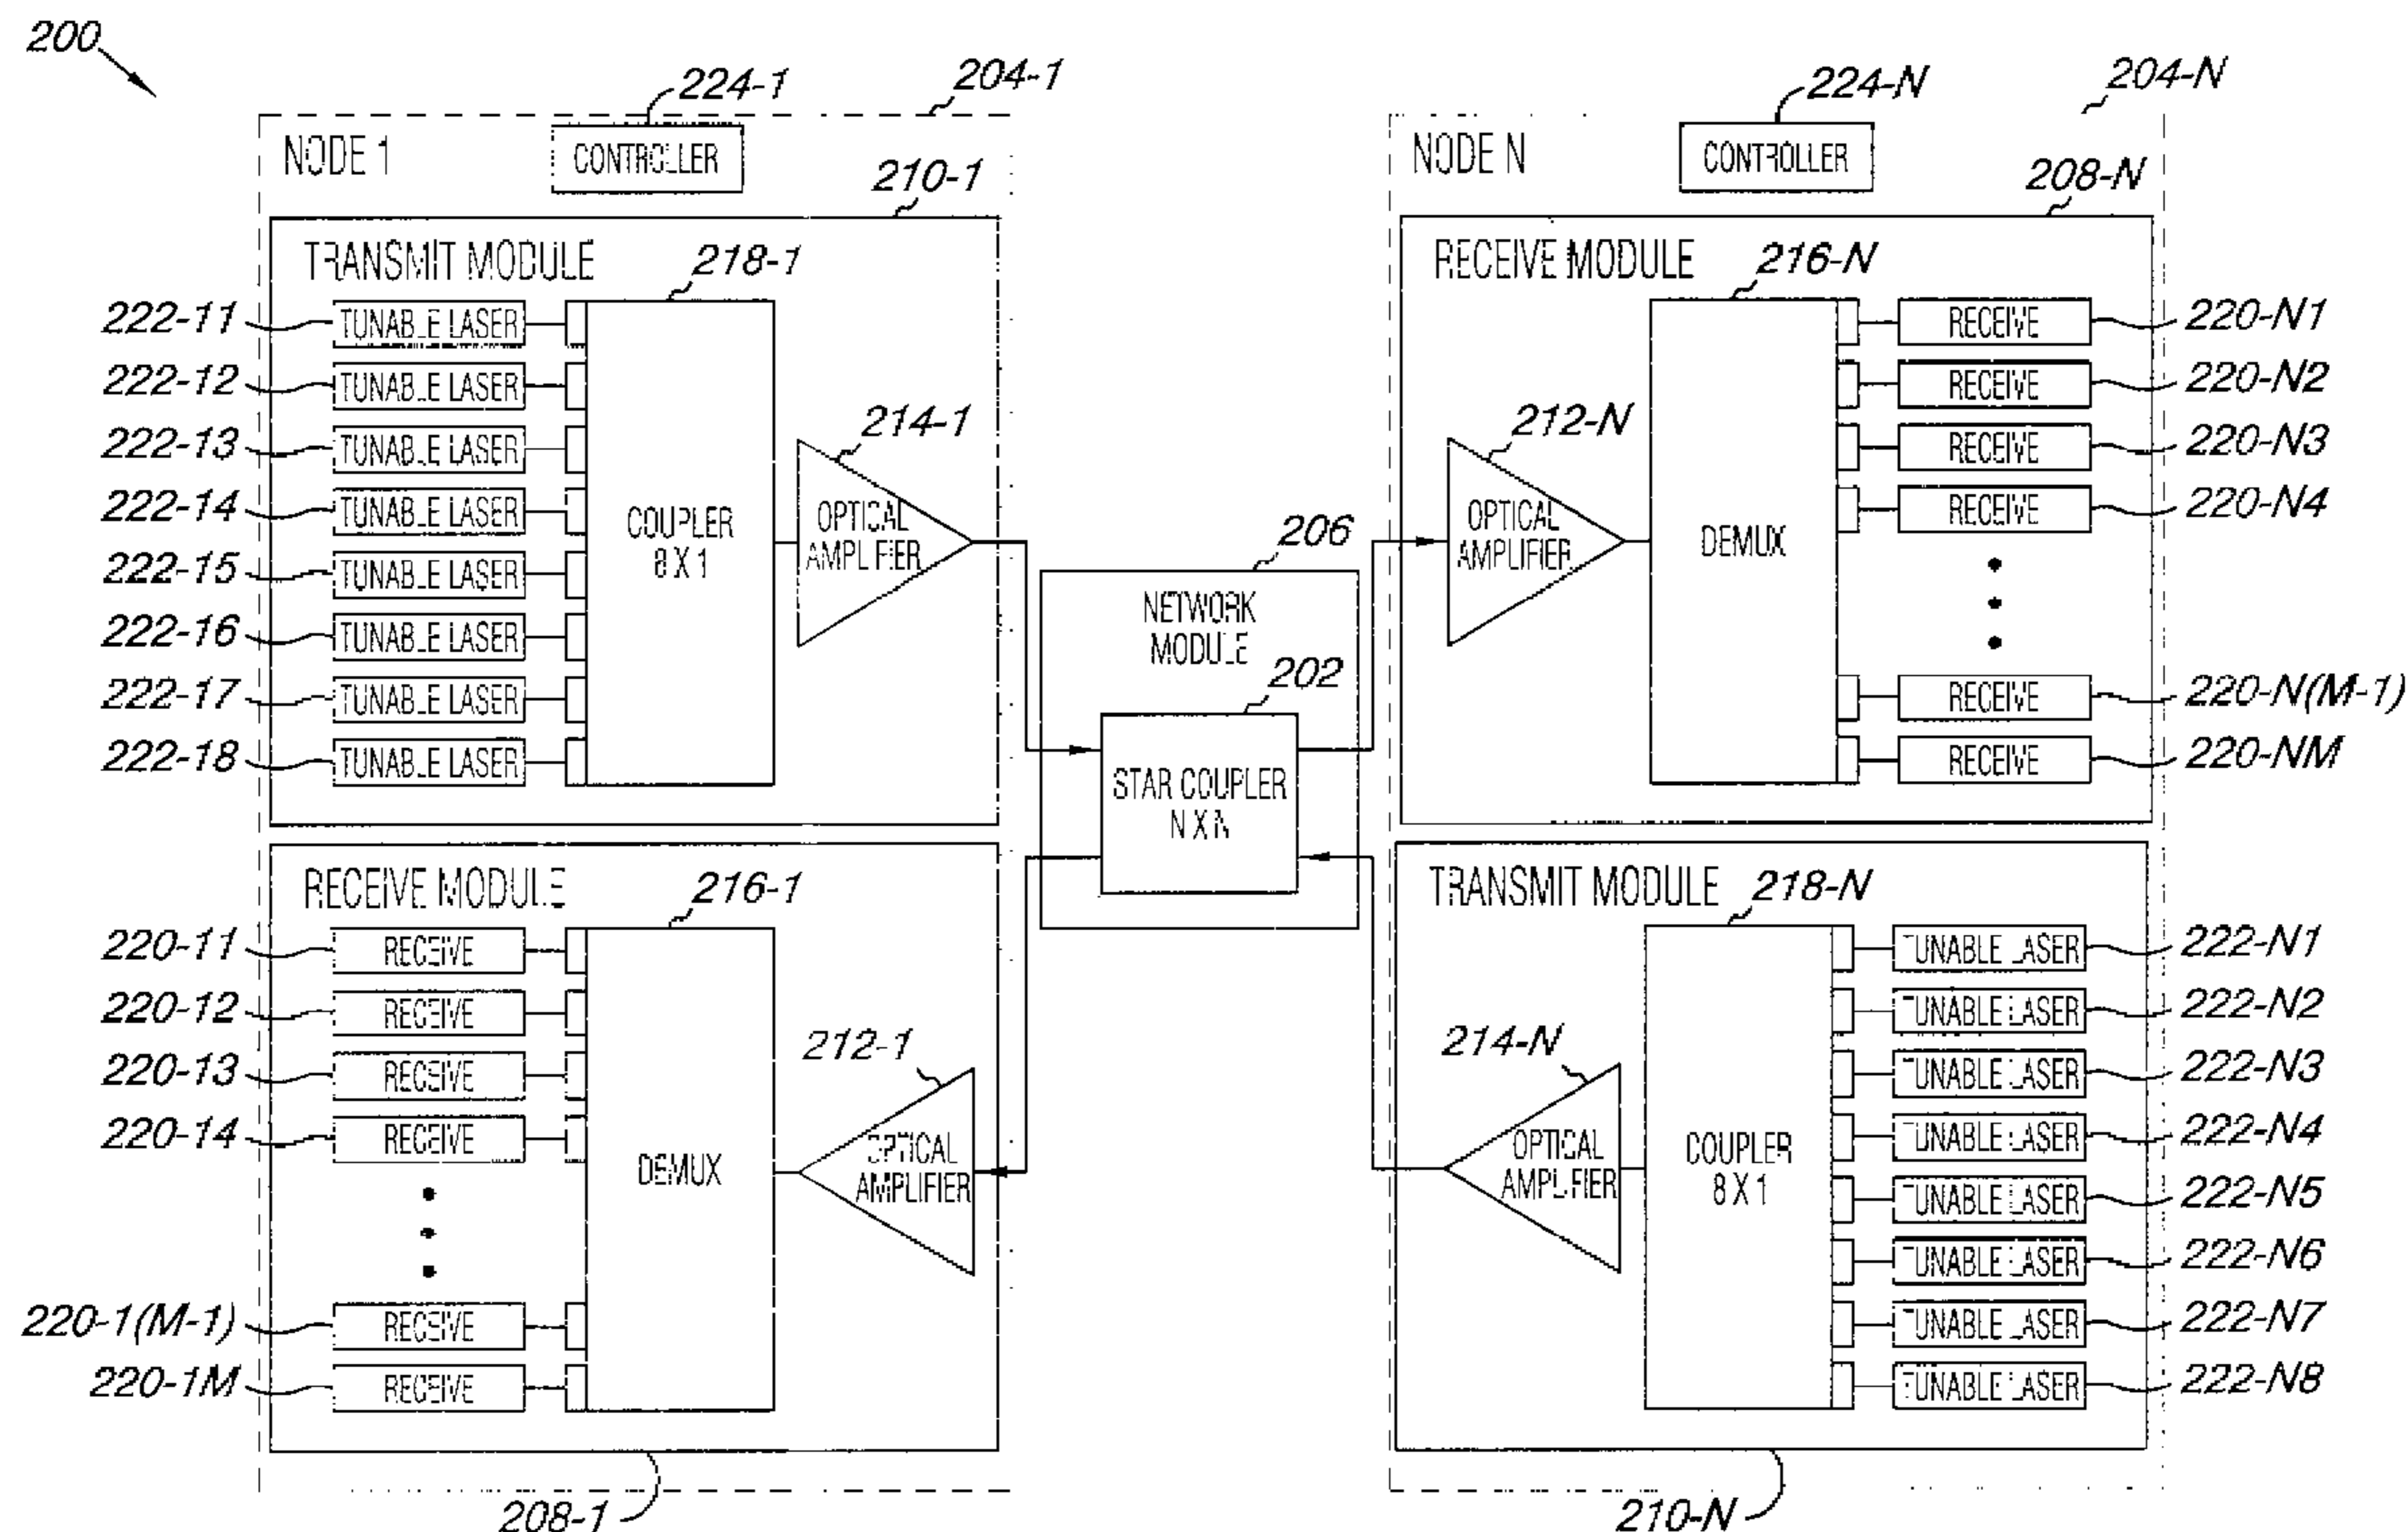 200
204-1
224-1
NODE 1
CONTROLLER
210-1
TRANSMIT MODULE
218-1
222-11 TUNABLE LASER
222-12 TUNABLE LASER
222-13 TUNABLE LASER
222-14 TUNABLE LASER
222-15 TUNABLE LASER
222-16 TUNABLE LASER
222-17 TUNABLE LASER
222-18 TUNABLE LASER
COUPLER
8 X 1
214-1
OPTICAL
AMPLIFIER
RECEIVE MODULE
216-1
220-11 RECEIVE
220-12 RECEIVE
220-13 RECEIVE
220-14 RECEIVE
220-1(M-1) RECEIVE
220-1M RECEIVE
DEMUX
212-1
OPTICAL
AMPLIFIER
208-1
206
NETWORK
MODULE
202
STAR COUPLER
N X N
204-N
224-N
NODE N
CONTROLLER
208-N
RECEIVE MODULE
216-N
212-N
OPTICAL
AMPLIFIER
DEMUX
RECEIVE 220-N1
RECEIVE 220-N2
RECEIVE 220-N3
RECEIVE 220-N4
RECEIVE 220-N(M-1)
RECEIVE 220-NM
TRANSMIT MODULE
218-N
214-N
OPTICAL
AMPLIFIER
COUPLER
8 X 1
TUNABLE LASER 222-N1
TUNABLE LASER 222-N2
TUNABLE LASER 222-N3
TUNABLE LASER 222-N4
TUNABLE LASER 222-N5
TUNABLE LASER 222-N6
TUNABLE LASER 222-N7
TUNABLE LASER 222-N8
210-N